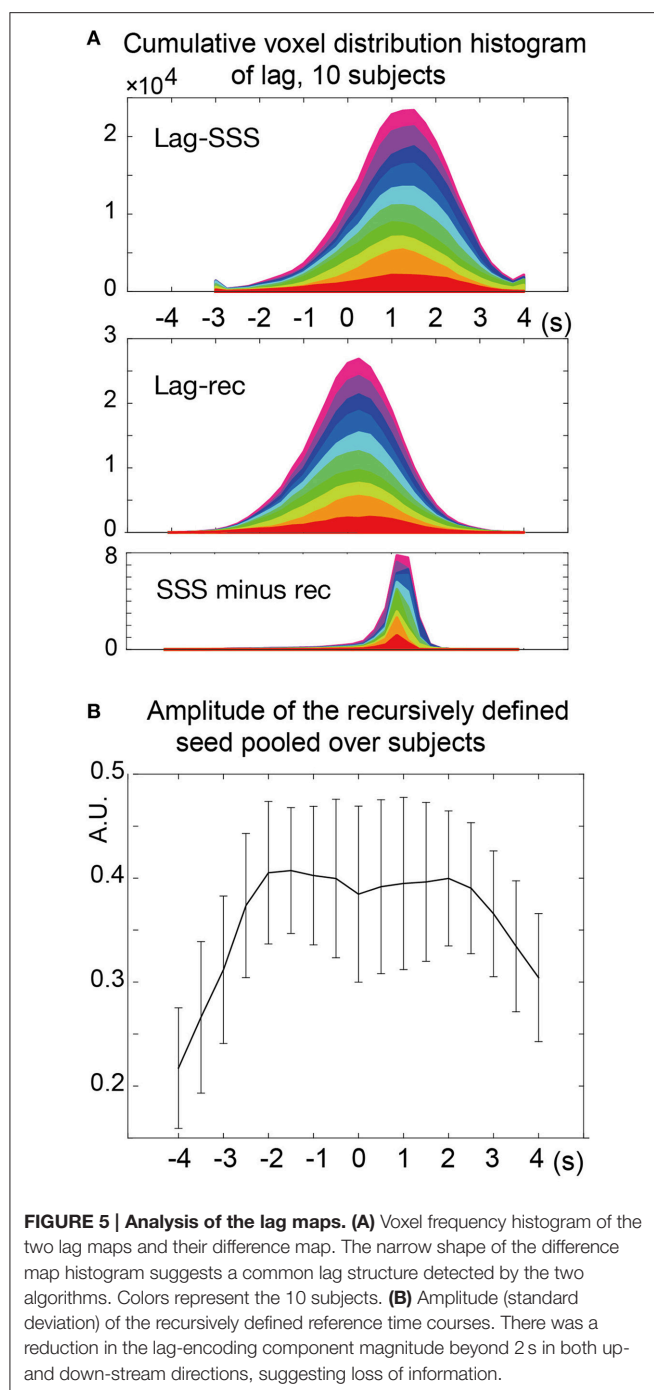 A Cumulative voxel distribution histogram
of lag, 10 subjects
×10⁴
Lag-SSS
2
1
0
-4 -3 -2 -1 0 1 2 3 4 (s)
3
Lag-rec
2
1
0
8
SSS minus rec
4
0
B Amplitude of the recursively defined
seed pooled over subjects
A.U.
0.5
0.4
0.3
0.2
-4 -3 -2 -1 0 1 2 3 4 (s)
FIGURE 5 | Analysis of the lag maps. (A) Voxel frequency histogram of the
two lag maps and their difference map. The narrow shape of the difference
map histogram suggests a common lag structure detected by the two
algorithms. Colors represent the 10 subjects. (B) Amplitude (standard
deviation) of the recursively defined reference time courses. There was a
reduction in the lag-encoding component magnitude beyond 2 s in both up-
and down-stream directions, suggesting loss of information.